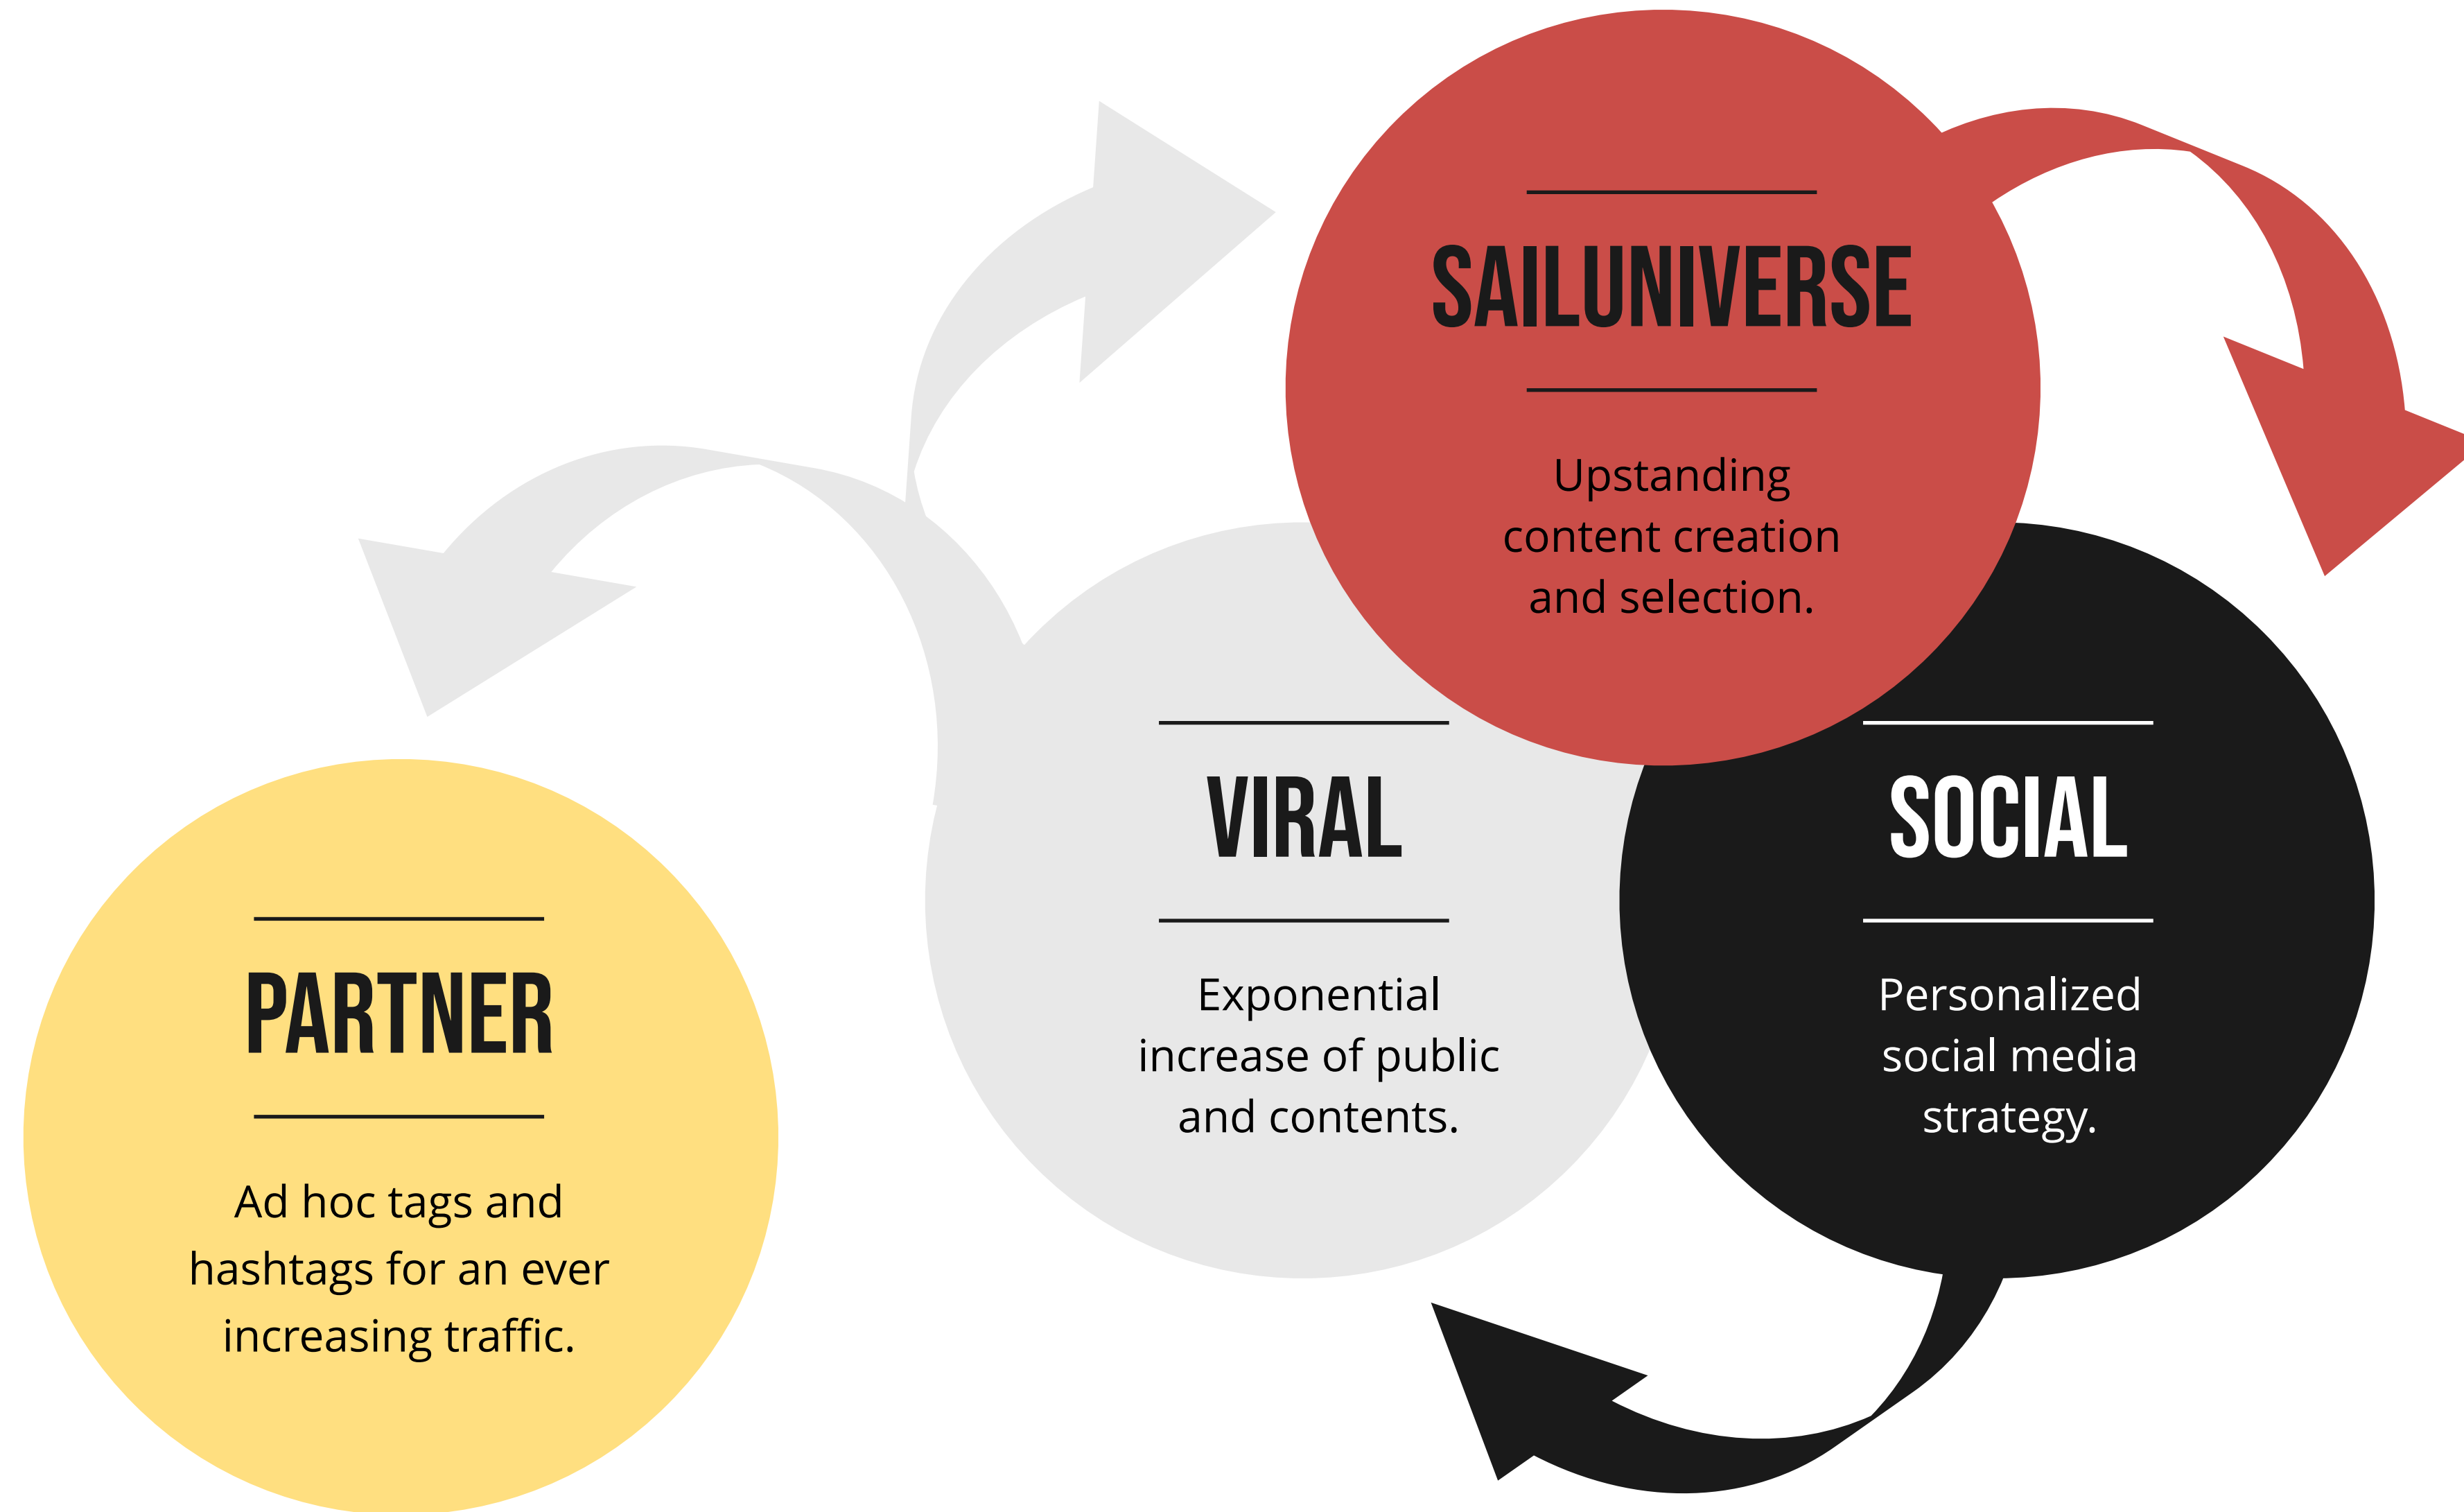 SAILUNIVERSE
Upstanding
content creation
and selection.
VIRAL
Exponential
increase of public
and contents.
SOCIAL
Personalized
social media
strategy.
PARTNER
Ad hoc tags and
hashtags for an ever
increasing traffic.